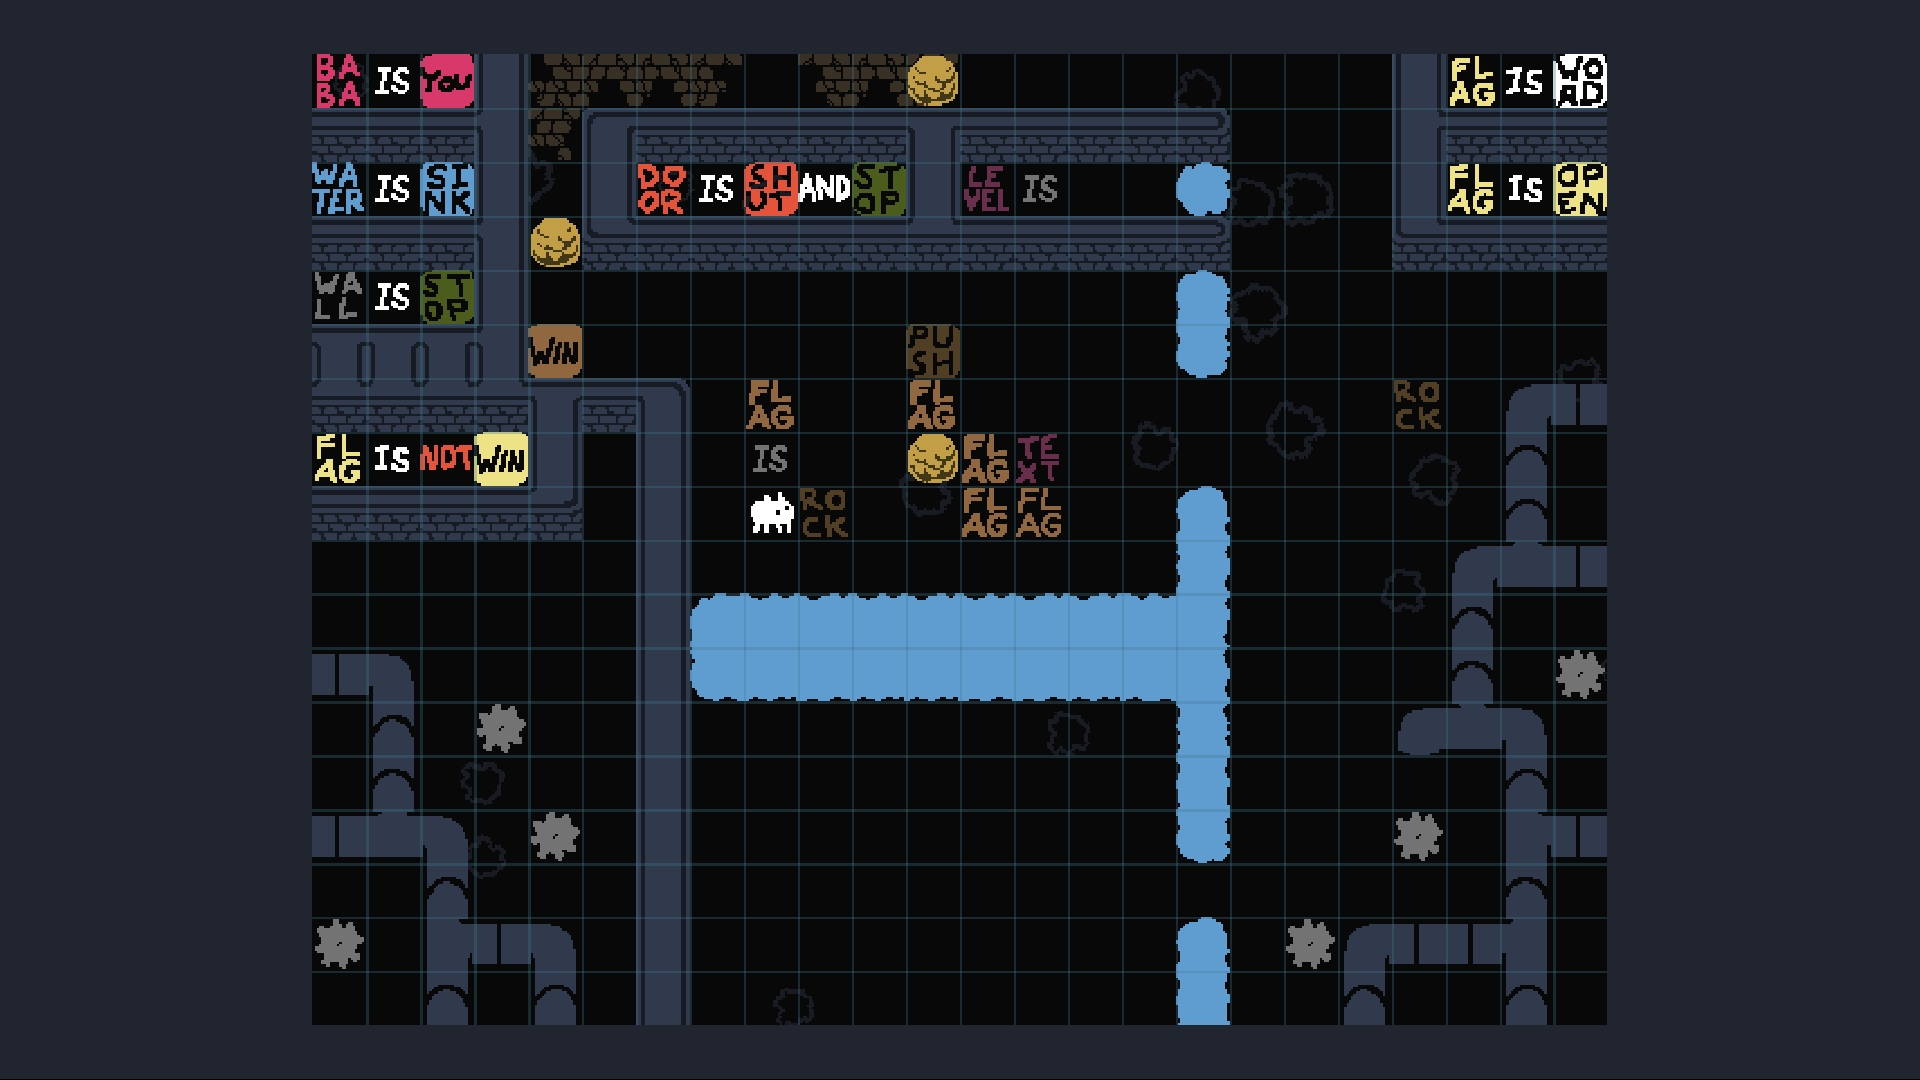 BABA IS YOU
FLAG IS WORD
WATER IS SINK
DOOR IS SHUT AND STOP
LEVEL IS
FLAG IS OPEN
WALL IS STOP
WIN
PUSH
FLAG
FLAG
ROCK
FLAG IS NOT WIN
IS
FLAG TEXT
ROCK
FLAG FLAG